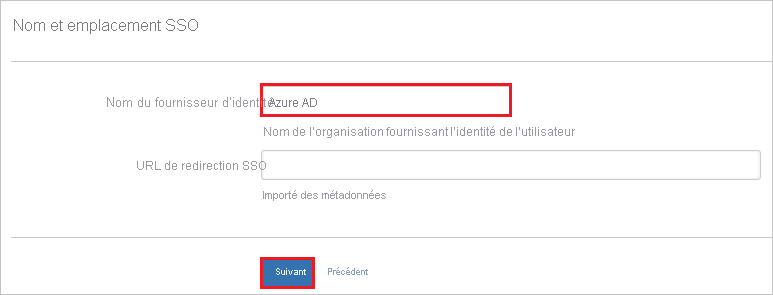 Nom et emplacement SSO
Nom du fournisseur d'identité Azure AD
Nom de l'organisation fournissant l'identité de l'utilisateur
URL de redirection SSO
Importé des métadonnées
Suivant Précédent